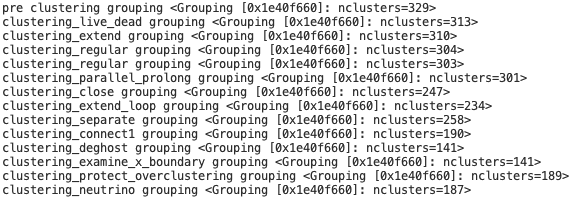 pre clustering grouping <Grouping [0x1e40f660]: nclusters=329>
clustering_live_dead grouping <Grouping [0x1e40f660]: nclusters=313>
clustering_extend grouping <Grouping [0x1e40f660]: nclusters=310>
clustering_regular grouping <Grouping [0x1e40f660]: nclusters=304>
clustering_regular grouping <Grouping [0x1e40f660]: nclusters=303>
clustering_parallel_prolong grouping <Grouping [0x1e40f660]: nclusters=301>
clustering_close grouping <Grouping [0x1e40f660]: nclusters=247>
clustering_extend_loop grouping <Grouping [0x1e40f660]: nclusters=234>
clustering_separate grouping <Grouping [0x1e40f660]: nclusters=258>
clustering_connect1 grouping <Grouping [0x1e40f660]: nclusters=190>
clustering_deghost grouping <Grouping [0x1e40f660]: nclusters=141>
clustering_examine_x_boundary grouping <Grouping [0x1e40f660]: nclusters=141>
clustering_protect_overclustering grouping <Grouping [0x1e40f660]: nclusters=189>
clustering_neutrino grouping <Grouping [0x1e40f660]: nclusters=187>